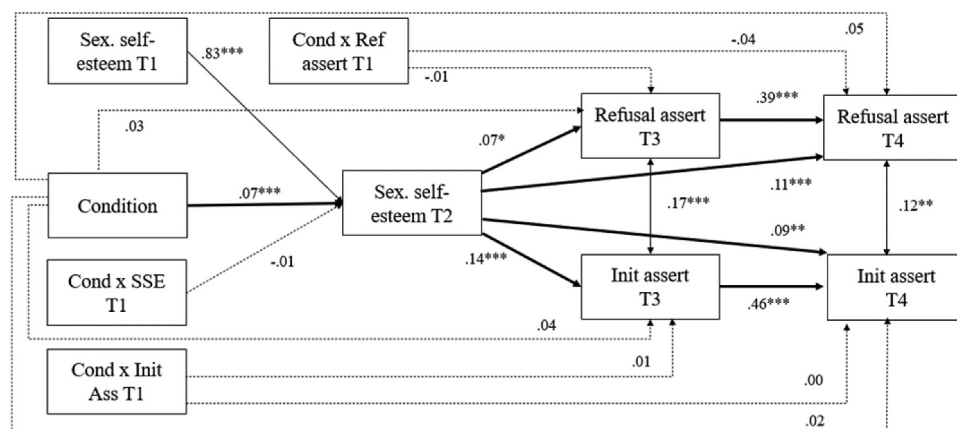 Sex. self-
esteem T1
.83***
Cond x Ref
assert T1
-.04
.05
-.01
Refusal assert
T3
.39***
Refusal assert
T4
.03
.07*
Condition
.07***
Sex. self-
esteem T2
.11***
.17***
.12**
.09**
-.01
.14***
Cond x SSE
T1
Init assert
T3
.46***
Init assert
T4
.04
.01
Cond x Init
Ass T1
.00
.02